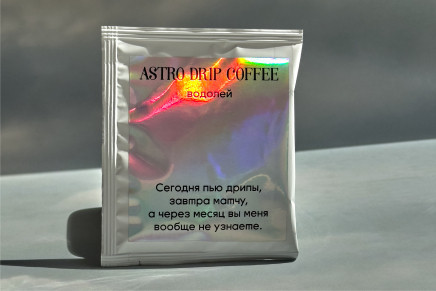 ASTRO DRIP COFFEE
водолей
Сегодня пью дрипы,
завтра матчу,
а через месяц вы меня
вообще не узнаете.